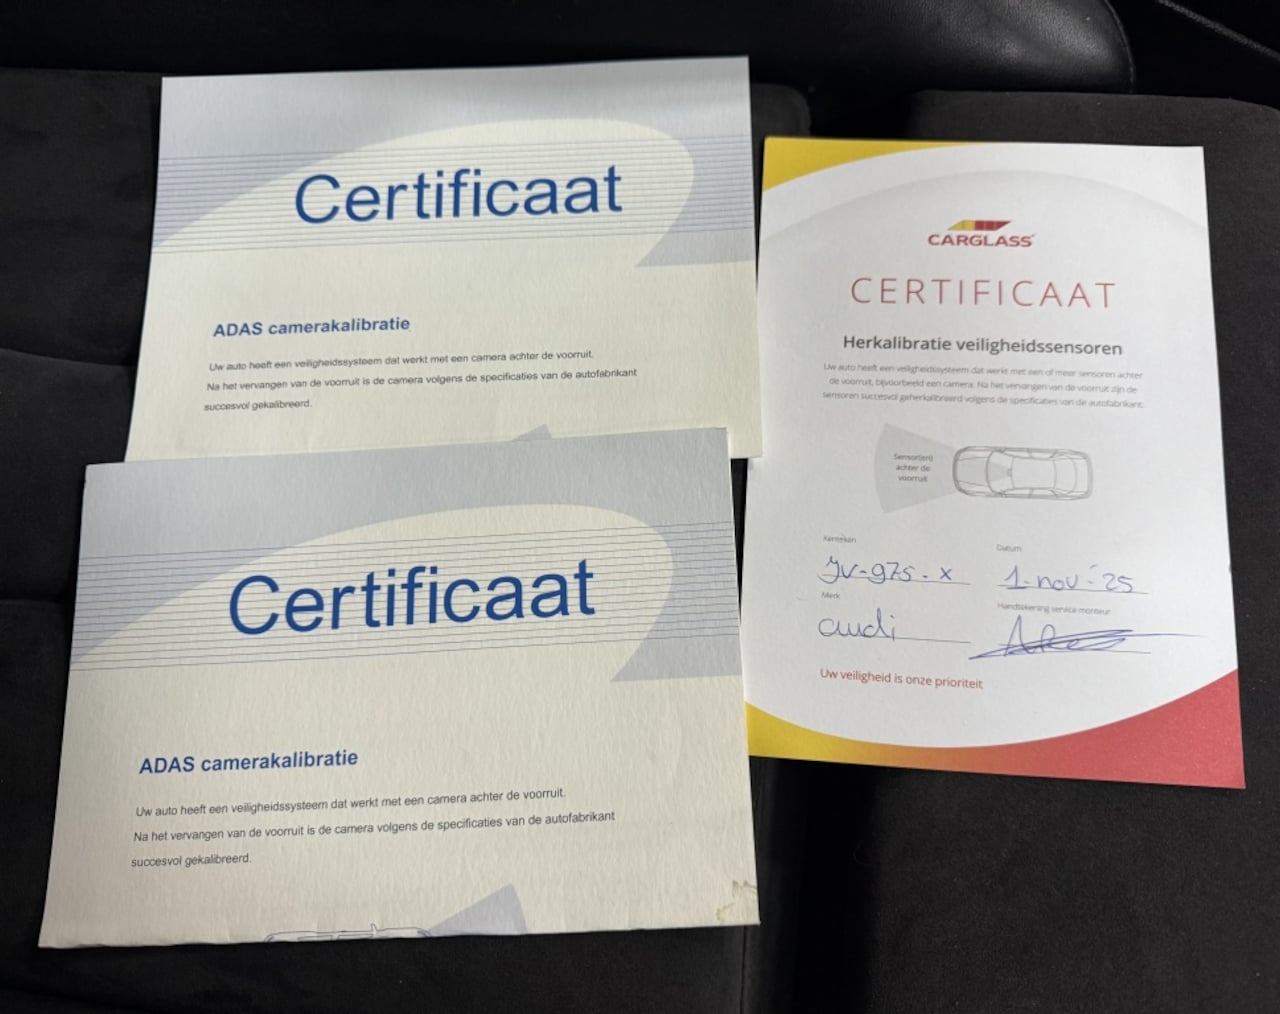 Certificaat
ADAS camerakalibratie
Uw auto heeft een veiligheidssysteem dat werkt met een camera achter de voorruit.
Na het vervangen van de voorruit is de camera volgens de specificaties van de autofabrikant
succesvol gekalibreerd.
Certificaat
ADAS camerakalibratie
Uw auto heeft een veiligheidssysteem dat werkt met een camera achter de voorruit.
Na het vervangen van de voorruit is de camera volgens de specificaties van de autofabrikant
succesvol gekalibreerd.
CARGLASS
CERTIFICAAT
Herkalibratie veiligheidssensoren
Uw auto heeft een veiligheidssysteem dat werkt met een of meer sensoren achter
de voorruit, bijvoorbeeld een camera. Na het vervangen van de voorruit zijn de
sensoren succesvol geherkalibreerd volgens de specificaties van de autofabrikant.
Sensor(en)
achter de
voorruit
Kenteken
Datum
-975-x
1-nov-'25
Merk
Handtekening service monteur
audi
Uw veiligheid is onze prioriteit